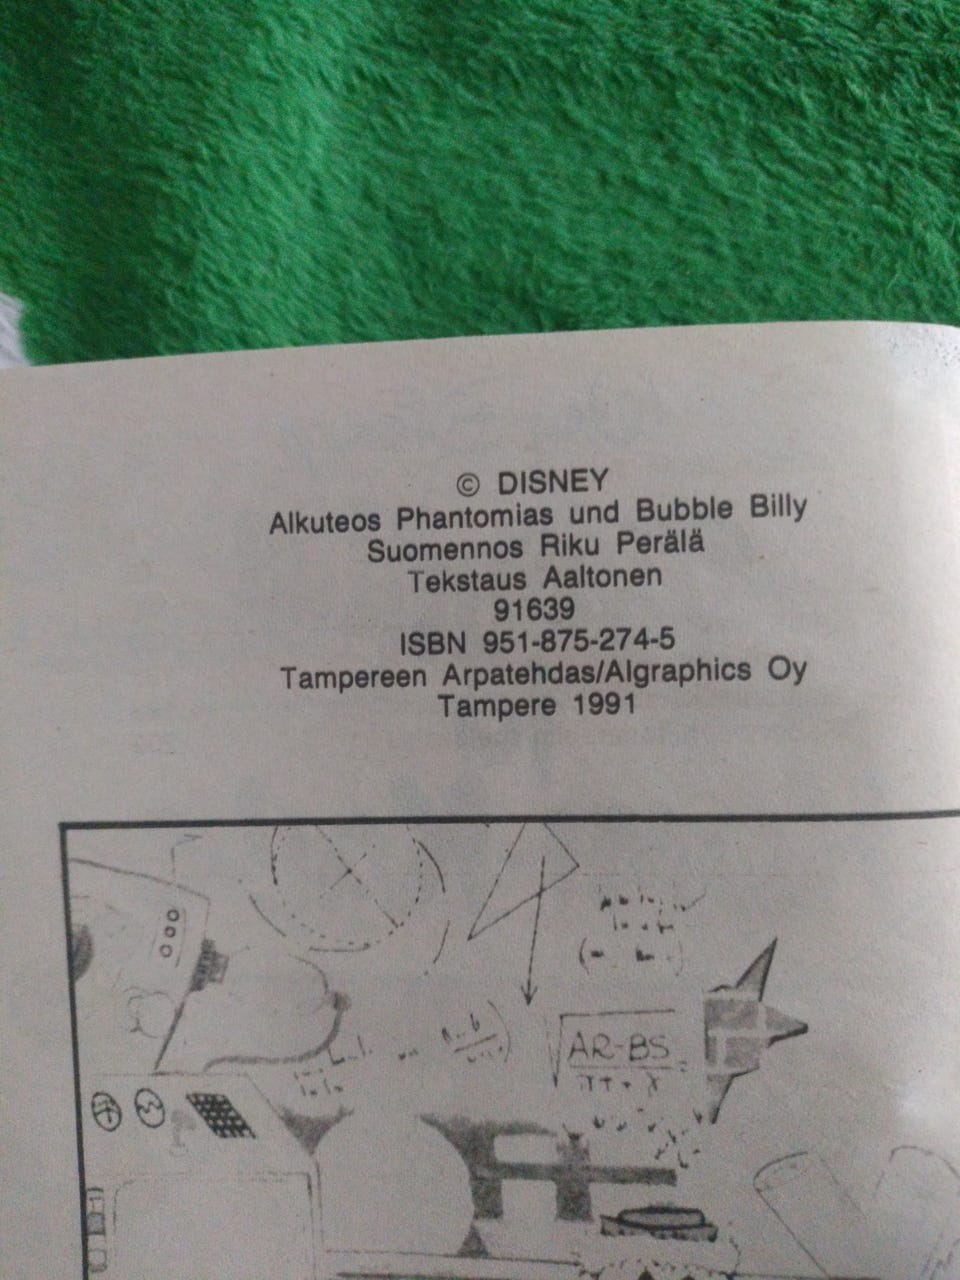 © DISNEY
Alkuteos Phantomias und Bubble Billy
Suomennos Riku Perälä
Tekstaus Aaltonen
91639
ISBN 951-875-274-5
Tampereen Arpatehdas/Algraphics Oy
Tampere 1991
AR-BS